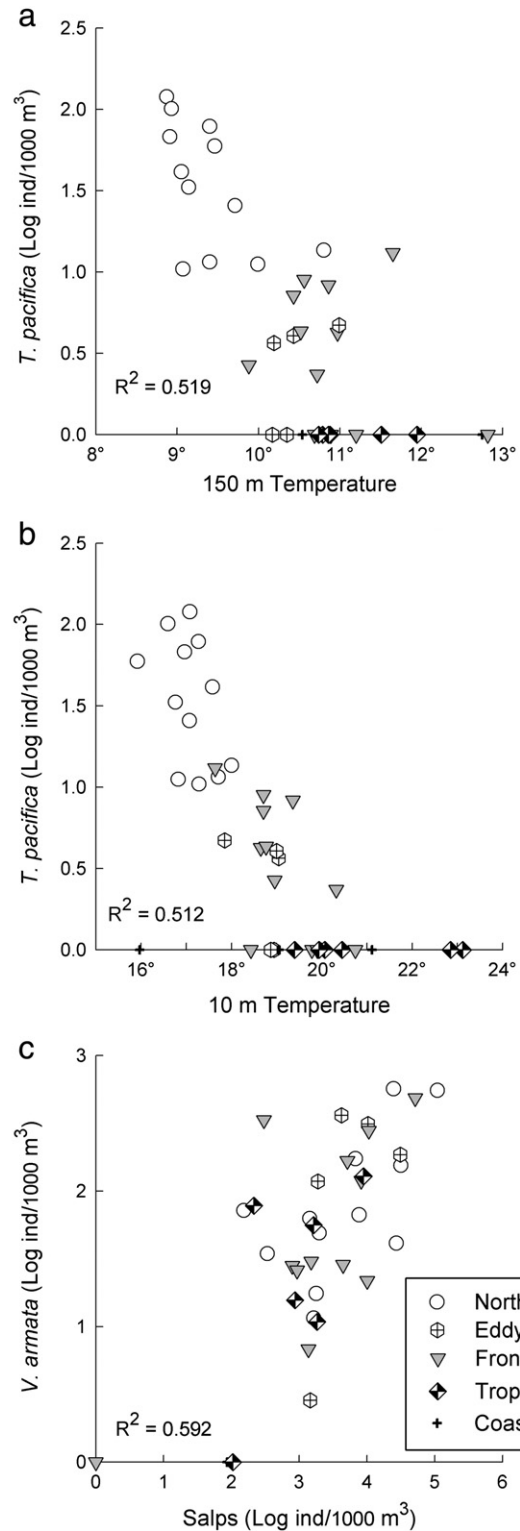 a
T. pacifica (Log ind/1000 m³)
2.5
2.0
1.5
1.0
0.5
0.0
R² = 0.519
8° 9° 10° 11° 12° 13°
150 m Temperature
b
T. pacifica (Log ind/1000 m³)
2.5
2.0
1.5
1.0
0.5
0.0
R² = 0.512
16° 18° 20° 22° 24°
10 m Temperature
c
V. armata (Log ind/1000 m³)
3
2
1
0
R² = 0.592
North
Eddy
Fron
Trop
Coas
0 1 2 3 4 5 6
Salps (Log ind/1000 m³)